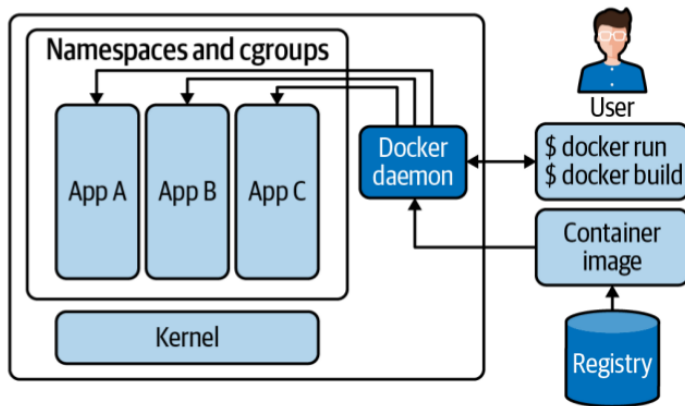 Namespaces and cgroups
App A
App B
App C
Kernel
Docker
daemon
User
$ docker run
$ docker build
Container
image
Registry